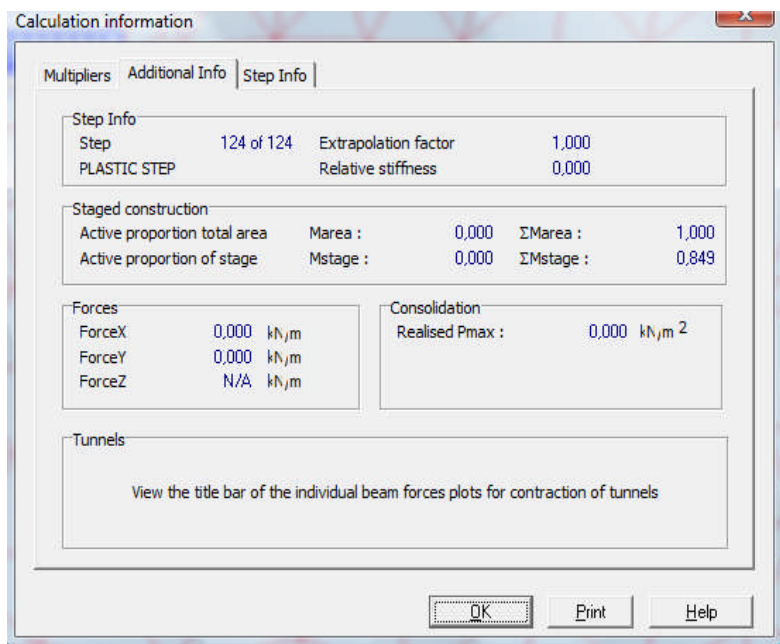 Calculation information
Multipliers Additional Info Step Info
Step Info
Step 124 of 124 Extrapolation factor 1,000
PLASTIC STEP Relative stiffness 0,000
Staged construction
Active proportion total area Marea : 0,000 ΣMarea : 1,000
Active proportion of stage Mstage : 0,000 ΣMstage : 0,849
Forces
ForceX 0,000 kN/m
ForceY 0,000 kN/m
ForceZ N/A kN/m
Consolidation
Realised Pmax : 0,000 kN/m 2
Tunnels
View the title bar of the individual beam forces plots for contraction of tunnels
OK Print Help